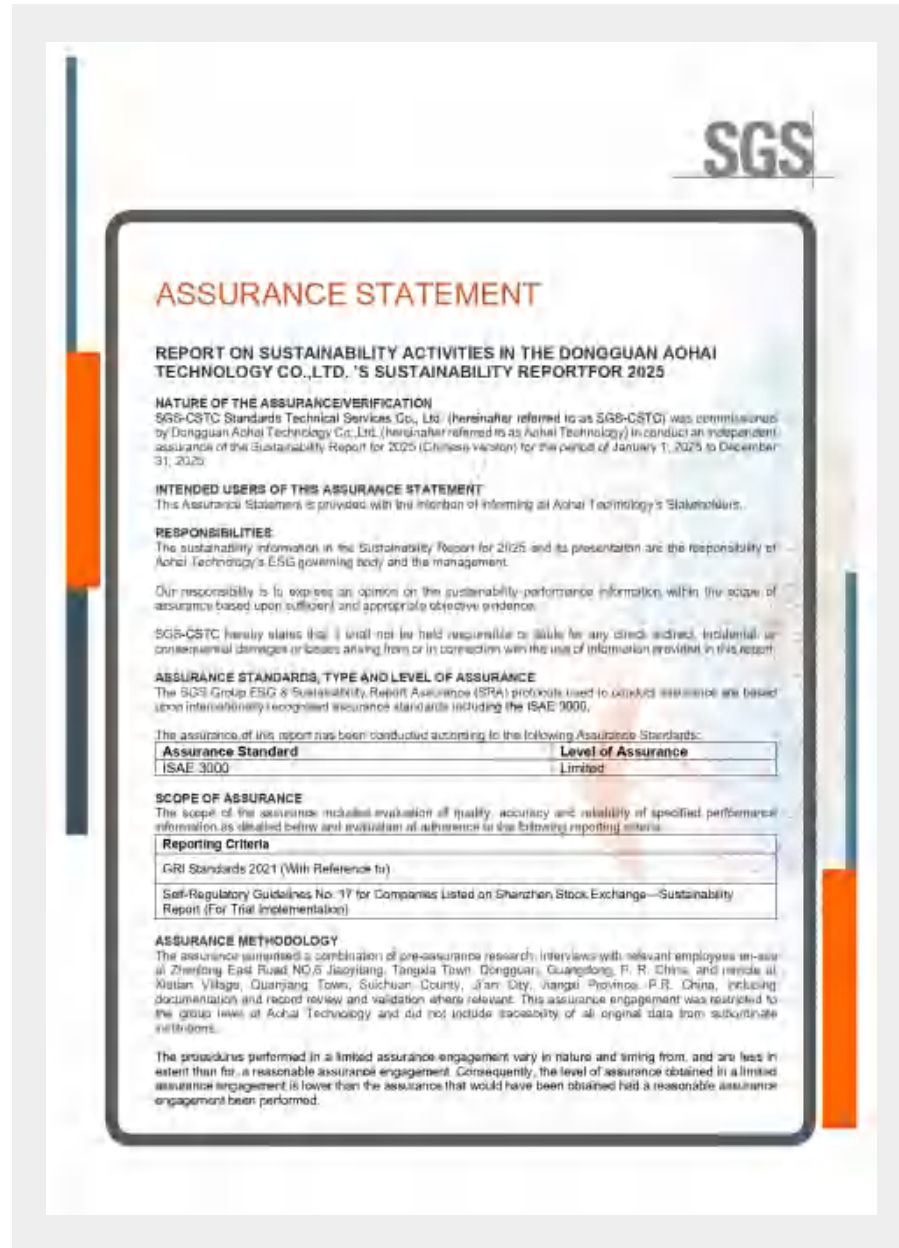 SGS
ASSURANCE STATEMENT
REPORT ON SUSTAINABILITY ACTIVITIES IN THE DONGGUAN AOHAI
TECHNOLOGY CO.,LTD. 'S SUSTAINABILITY REPORTFOR 2025
NATURE OF THE ASSURANCE/VERIFICATION
SGS-CSTC Standards Technical Services Co., Ltd. (hereinafter referred to as SGS-CSTC) was commissioned
by Dongguan Aohai Technology Co.,Ltd. (hereinafter referred to as Aohai Technology) to conduct an independent
assurance of the Sustainability Report for 2025 (Chinese version) for the period of January 1, 2025 to December
31, 2025.
INTENDED USERS OF THIS ASSURANCE STATEMENT
This Assurance Statement is provided with the intention of informing all Aohai Technology's Stakeholders.
RESPONSIBILITIES
The sustainability information in the Sustainability Report for 2025 and its presentation are the responsibility of
Aohai Technology's ESG governing body and the management.
Our responsibility is to express an opinion on the sustainability performance information within the scope of
assurance based upon sufficient and appropriate objective evidence.
SGS-CSTC hereby states that it shall not be held responsible or liable for any direct, indirect, incidental, or
consequential damages or losses arising from or in connection with the use of information provided in this report.
ASSURANCE STANDARDS, TYPE AND LEVEL OF ASSURANCE
The SGS Group ESG & Sustainability Report Assurance (SRA) protocols used to conduct assurance are based
upon internationally recognised assurance standards including the ISAE 3000.
The assurance of this report has been conducted according to the following Assurance Standards:
Assurance Standard Level of Assurance
ISAE 3000 Limited
SCOPE OF ASSURANCE
The scope of the assurance included evaluation of quality, accuracy and reliability of specified performance
information as detailed below and evaluation of adherence to the following reporting criteria:
Reporting Criteria
GRI Standards 2021 (With Reference to)
Self-Regulatory Guidelines No. 17 for Companies Listed on Shenzhen Stock Exchange—Sustainability
Report (For Trial Implementation)
ASSURANCE METHODOLOGY
The assurance comprised a combination of pre-assurance research, interviews with relevant employees on-site
at Zhenlong East Road NO.6 Jiaoyitang, Tangxia Town, Dongguan, Guangdong, P. R. China, and remote at
Village, Quanjiang Town, Suichuan County, Ji'an City, Jiangxi Province, P.R. China, including
documentation and record review and validation where relevant. This assurance engagement was restricted to
the group level of Aohai Technology and did not include traceability of all original data from subordinate
institutions.
The procedures performed in a limited assurance engagement vary in nature and timing from, and are less in
extent than for, a reasonable assurance engagement. Consequently, the level of assurance obtained in a limited
assurance engagement is lower than the assurance that would have been obtained had a reasonable assurance
engagement been performed.